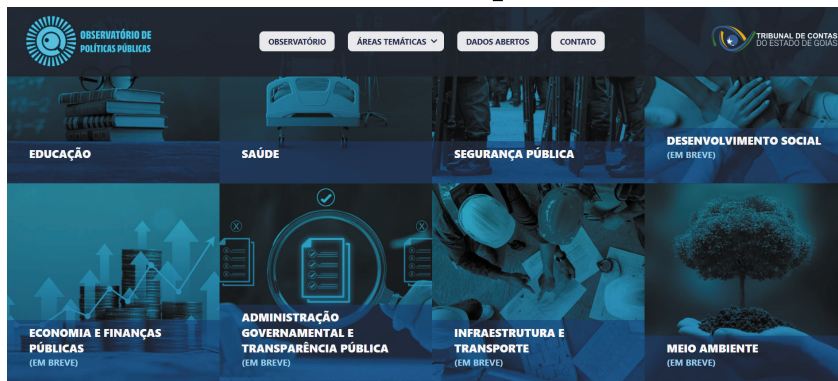 OBSERVATÓRIO DE
POLÍTICAS PÚBLICAS
OBSERVATÓRIO
ÁREAS TEMÁTICAS
DADOS ABERTOS
CONTATO
TRIBUNAL DE CONTAS
DO ESTADO DE GOIÁS
EDUCAÇÃO
SAÚDE
SEGURANÇA PÚBLICA
DESENVOLVIMENTO SOCIAL
(EM BREVE)
ECONOMIA E FINANÇAS
PÚBLICAS
(EM BREVE)
ADMINISTRAÇÃO
GOVERNAMENTAL E
TRANSPARÊNCIA PÚBLICA
(EM BREVE)
INFRAESTRUTURA E
TRANSPORTE
(EM BREVE)
MEIO AMBIENTE
(EM BREVE)